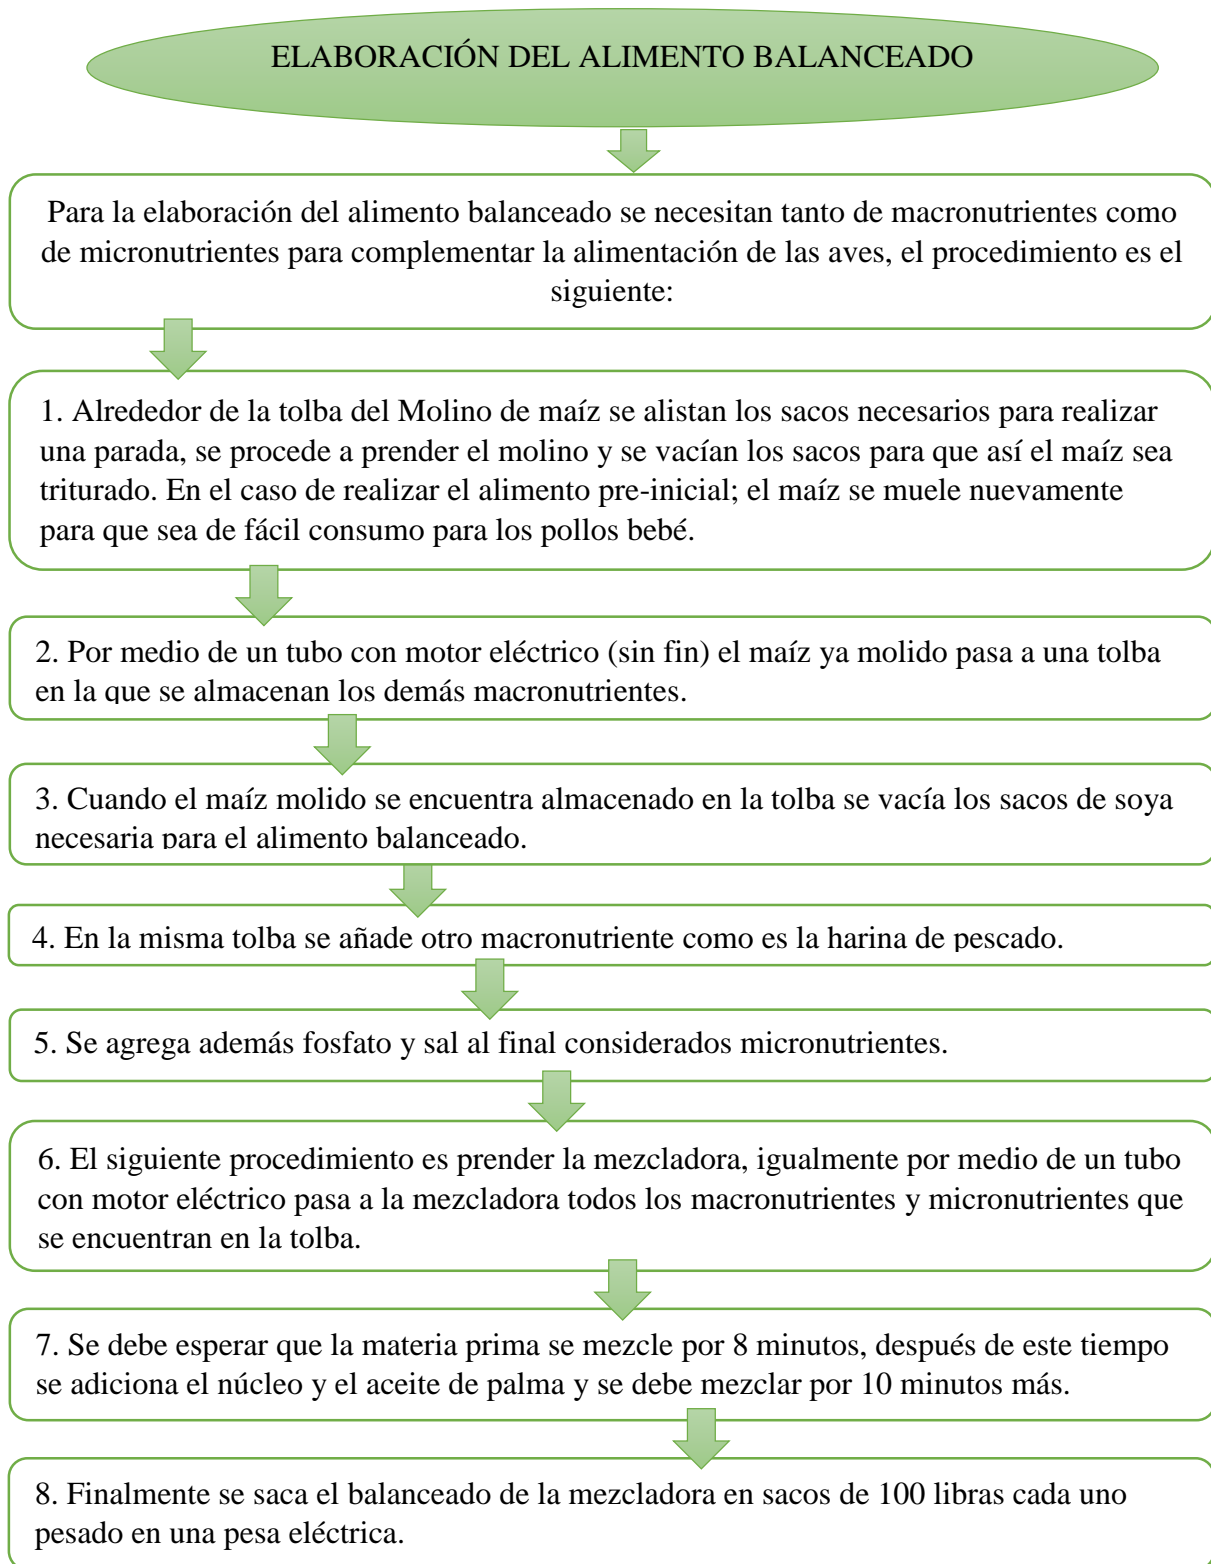 ELABORACIÓN DEL ALIMENTO BALANCEADO
Para la elaboración del alimento balanceado se necesitan tanto de macronutrientes como
de micronutrientes para complementar la alimentación de las aves, el procedimiento es el
siguiente:
1. Alrededor de la tolba del Molino de maíz se alistan los sacos necesarios para realizar
una parada, se procede a prender el molino y se vacían los sacos para que así el maíz sea
triturado. En el caso de realizar el alimento pre-inicial; el maíz se muele nuevamente
para que sea de fácil consumo para los pollos bebé.
2. Por medio de un tubo con motor eléctrico (sin fin) el maíz ya molido pasa a una tolba
en la que se almacenan los demás macronutrientes.
3. Cuando el maíz molido se encuentra almacenado en la tolba se vacía los sacos de soya
necesaria para el alimento balanceado.
4. En la misma tolba se añade otro macronutriente como es la harina de pescado.
5. Se agrega además fosfato y sal al final considerados micronutrientes.
6. El siguiente procedimiento es prender la mezcladora, igualmente por medio de un tubo
con motor eléctrico pasa a la mezcladora todos los macronutrientes y micronutrientes que
se encuentran en la tolba.
7. Se debe esperar que la materia prima se mezcle por 8 minutos, después de este tiempo
se adiciona el núcleo y el aceite de palma y se debe mezclar por 10 minutos más.
8. Finalmente se saca el balanceado de la mezcladora en sacos de 100 libras cada uno
pesado en una pesa eléctrica.